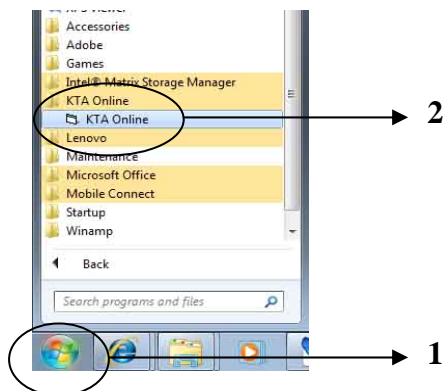 Accessories
Adobe
Games
Intel® Matrix Storage Manager
KTA Online
KTA Online
2
Lenovo
Maintenance
Microsoft Office
Mobile Connect
Startup
Winamp
Back
Search programs and files
1